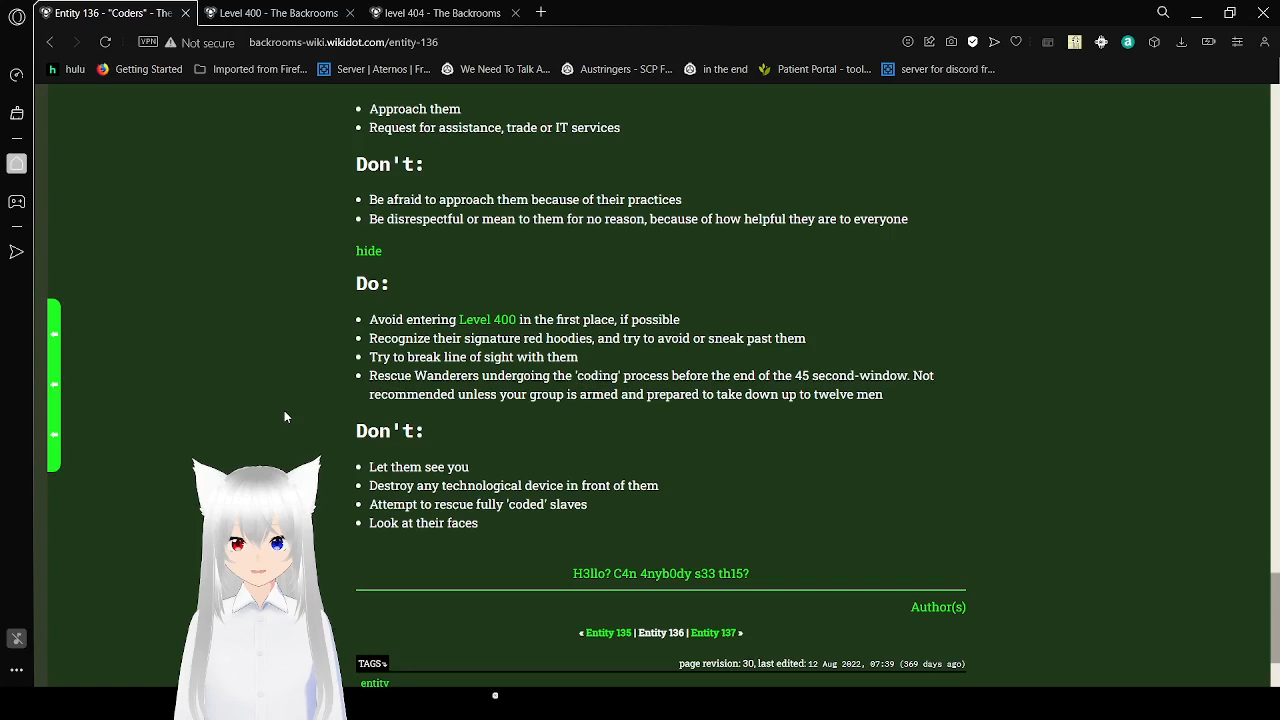 Entity 136 - "Coders" - The
Level 400 - The Backrooms
level 404 - The Backrooms
VPN
Not secure
backrooms-wiki.wikidot.com/entity-136
h hulu
Getting Started
Imported from Firef...
Server | Aternos | Fr...
We Need To Talk A...
Austringers - SCP F...
in the end
Patient Portal - tool...
server for discord fr...
• Approach them
• Request for assistance, trade or IT services
Don't:
• Be afraid to approach them because of their practices
• Be disrespectful or mean to them for no reason, because of how helpful they are to everyone
hide
Do:
• Avoid entering Level 400 in the first place, if possible
• Recognize their signature red hoodies, and try to avoid or sneak past them
• Try to break line of sight with them
• Rescue Wanderers undergoing the 'coding' process before the end of the 45 second-window. Not
recommended unless your group is armed and prepared to take down up to twelve men
Don't:
• Let them see you
• Destroy any technological device in front of them
• Attempt to rescue fully 'coded' slaves
• Look at their faces
H3llo? C4n 4nyb0dy s33 th15?
Author(s)
« Entity 135 | Entity 136 | Entity 137 »
TAGS
page revision: 30, last edited: 12 Aug 2022, 07:39 (369 days ago)
entity